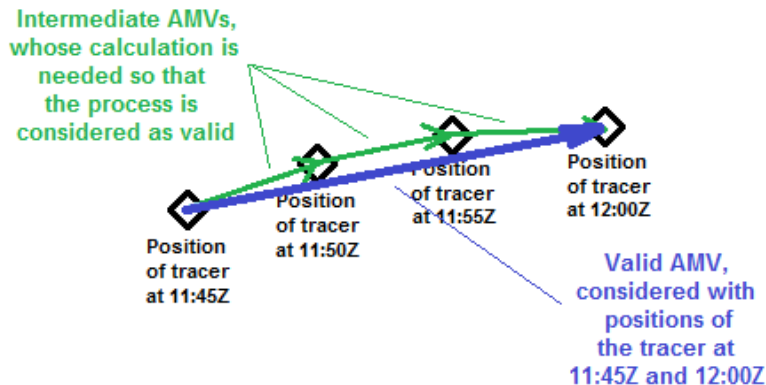 Intermediate AMVs,
whose calculation is
needed so that
the process is
considered as valid
Position
of tracer
at 11:45Z
Position
of tracer
at 11:50Z
Position
of tracer
at 11:55Z
Position
of tracer
at 12:00Z
Valid AMV,
considered with
positions of
the tracer at
11:45Z and 12:00Z